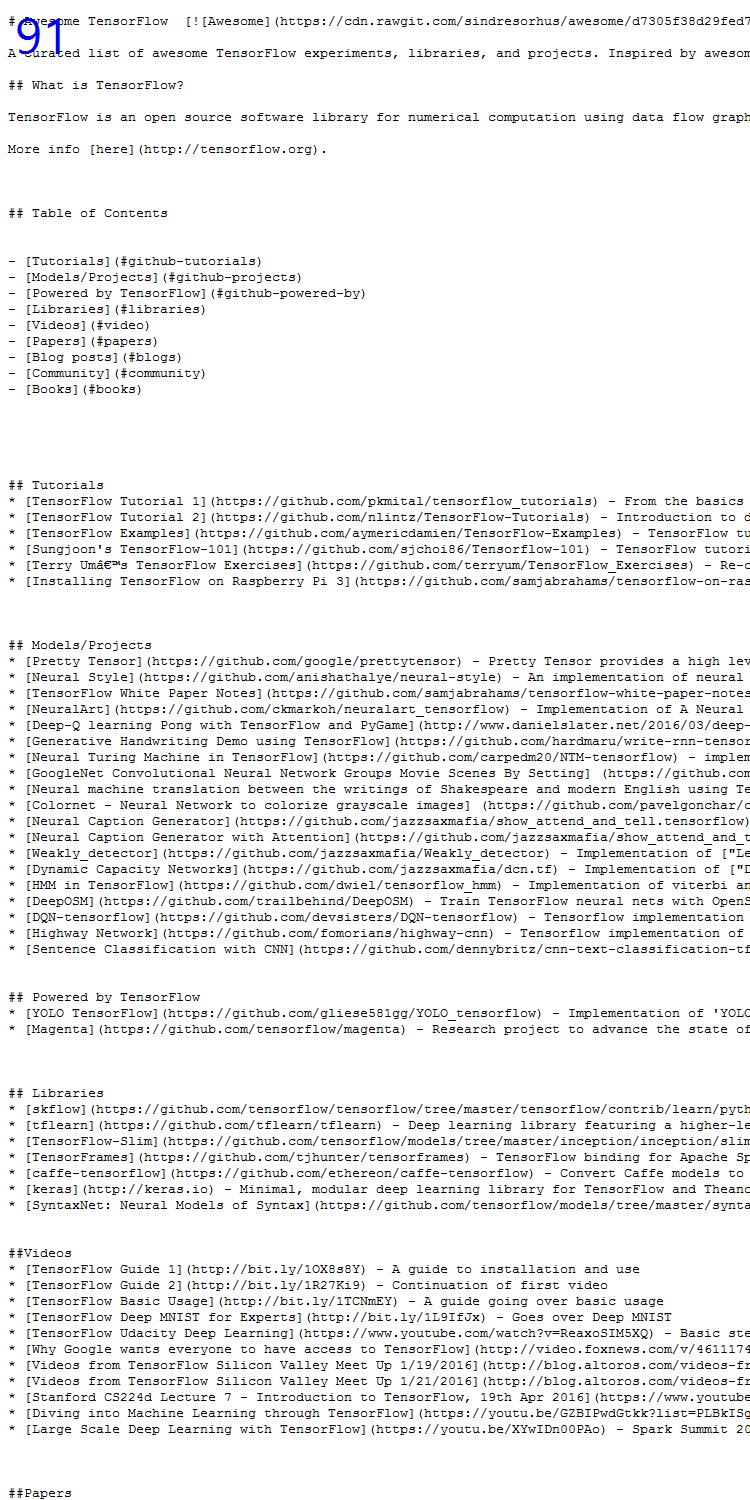 # Awesome TensorFlow  [![Awesome](https://cdn.rawgit.com/sindresorhus/awesome/d7305f38d29fed7
91
A curated list of awesome TensorFlow experiments, libraries, and projects. Inspired by awesom
## What is TensorFlow?
TensorFlow is an open source software library for numerical computation using data flow graph
More info [here](http://tensorflow.org).
## Table of Contents
- [Tutorials](#github-tutorials)
- [Models/Projects](#github-projects)
- [Powered by TensorFlow](#github-powered-by)
- [Libraries](#libraries)
- [Videos](#video)
- [Papers](#papers)
- [Blog posts](#blogs)
- [Community](#community)
- [Books](#books)
## Tutorials
* [TensorFlow Tutorial 1](https://github.com/pkmital/tensorflow_tutorials) - From the basics
* [TensorFlow Tutorial 2](https://github.com/nlintz/TensorFlow-Tutorials) - Introduction to d
* [TensorFlow Examples](https://github.com/aymericdamien/TensorFlow-Examples) - TensorFlow tu
* [Sungjoon's TensorFlow-101](https://github.com/sjchoi86/Tensorflow-101) - TensorFlow tutori
* [Terry Umâ€™s TensorFlow Exercises](https://github.com/terryum/TensorFlow_Exercises) - Re-c
* [Installing TensorFlow on Raspberry Pi 3](https://github.com/samjabrahams/tensorflow-on-ras
## Models/Projects
* [Pretty Tensor](https://github.com/google/prettytensor) - Pretty Tensor provides a high lev
* [Neural Style](https://github.com/anishathalye/neural-style) - An implementation of neural
* [TensorFlow White Paper Notes](https://github.com/samjabrahams/tensorflow-white-paper-notes
* [NeuralArt](https://github.com/ckmarkoh/neuralart_tensorflow) - Implementation of A Neural
* [Deep-Q learning Pong with TensorFlow and PyGame](http://www.danielslater.net/2016/03/deep-
* [Generative Handwriting Demo using TensorFlow](https://github.com/hardmaru/write-rnn-tensor
* [Neural Turing Machine in TensorFlow](https://github.com/carpedm20/NTM-tensorflow) - implem
* [GoogleNet Convolutional Neural Network Groups Movie Scenes By Setting] (https://github.com
* [Neural machine translation between the writings of Shakespeare and modern English using Te
* [Colornet - Neural Network to colorize grayscale images] (https://github.com/pavelgonchar/c
* [Neural Caption Generator](https://github.com/jazzsaxmafia/show_attend_and_tell.tensorflow)
* [Neural Caption Generator with Attention](https://github.com/jazzsaxmafia/show_attend_and_t
* [Weakly_detector](https://github.com/jazzsaxmafia/Weakly_detector) - Implementation of ["Le
* [Dynamic Capacity Networks](https://github.com/jazzsaxmafia/dcn.tf) - Implementation of ["D
* [HMM in TensorFlow](https://github.com/dwiel/tensorflow_hmm) - Implementation of viterbi an
* [DeepOSM](https://github.com/trailbehind/DeepOSM) - Train TensorFlow neural nets with OpenS
* [DQN-tensorflow](https://github.com/devsisters/DQN-tensorflow) - Tensorflow implementation
* [Highway Network](https://github.com/fomorians/highway-cnn) - Tensorflow implementation of
* [Sentence Classification with CNN](https://github.com/dennybritz/cnn-text-classification-tf
## Powered by TensorFlow
* [YOLO TensorFlow](https://github.com/gliese581gg/YOLO_tensorflow) - Implementation of 'YOLO
* [Magenta](https://github.com/tensorflow/magenta) - Research project to advance the state of
## Libraries
* [skflow](https://github.com/tensorflow/tensorflow/tree/master/tensorflow/contrib/learn/pyth
* [tflearn](https://github.com/tflearn/tflearn) - Deep learning library featuring a higher-le
* [TensorFlow-Slim](https://github.com/tensorflow/models/tree/master/inception/inception/slim
* [TensorFrames](https://github.com/tjhunter/tensorframes) - TensorFlow binding for Apache Sp
* [caffe-tensorflow](https://github.com/ethereon/caffe-tensorflow) - Convert Caffe models to
* [keras](http://keras.io) - Minimal, modular deep learning library for TensorFlow and Theano
* [SyntaxNet: Neural Models of Syntax](https://github.com/tensorflow/models/tree/master/synta
##Videos
* [TensorFlow Guide 1](http://bit.ly/1OX8s8Y) - A guide to installation and use
* [TensorFlow Guide 2](http://bit.ly/1R27Ki9) - Continuation of first video
* [TensorFlow Basic Usage](http://bit.ly/1TCNmEY) - A guide going over basic usage
* [TensorFlow Deep MNIST for Experts](http://bit.ly/1L9IfJx) - Goes over Deep MNIST
* [TensorFlow Udacity Deep Learning](https://www.youtube.com/watch?v=ReaxoSIM5XQ) - Basic ste
* [Why Google wants everyone to have access to TensorFlow](http://video.foxnews.com/v/4611174
* [Videos from TensorFlow Silicon Valley Meet Up 1/19/2016](http://blog.altoros.com/videos-fr
* [Videos from TensorFlow Silicon Valley Meet Up 1/21/2016](http://blog.altoros.com/videos-fr
* [Stanford CS224d Lecture 7 - Introduction to TensorFlow, 19th Apr 2016](https://www.youtube
* [Diving into Machine Learning through TensorFlow](https://youtu.be/GZBIPwdGtkk?list=PLBkISg
* [Large Scale Deep Learning with TensorFlow](https://youtu.be/XYwIDn00PAo) - Spark Summit 20
##Papers